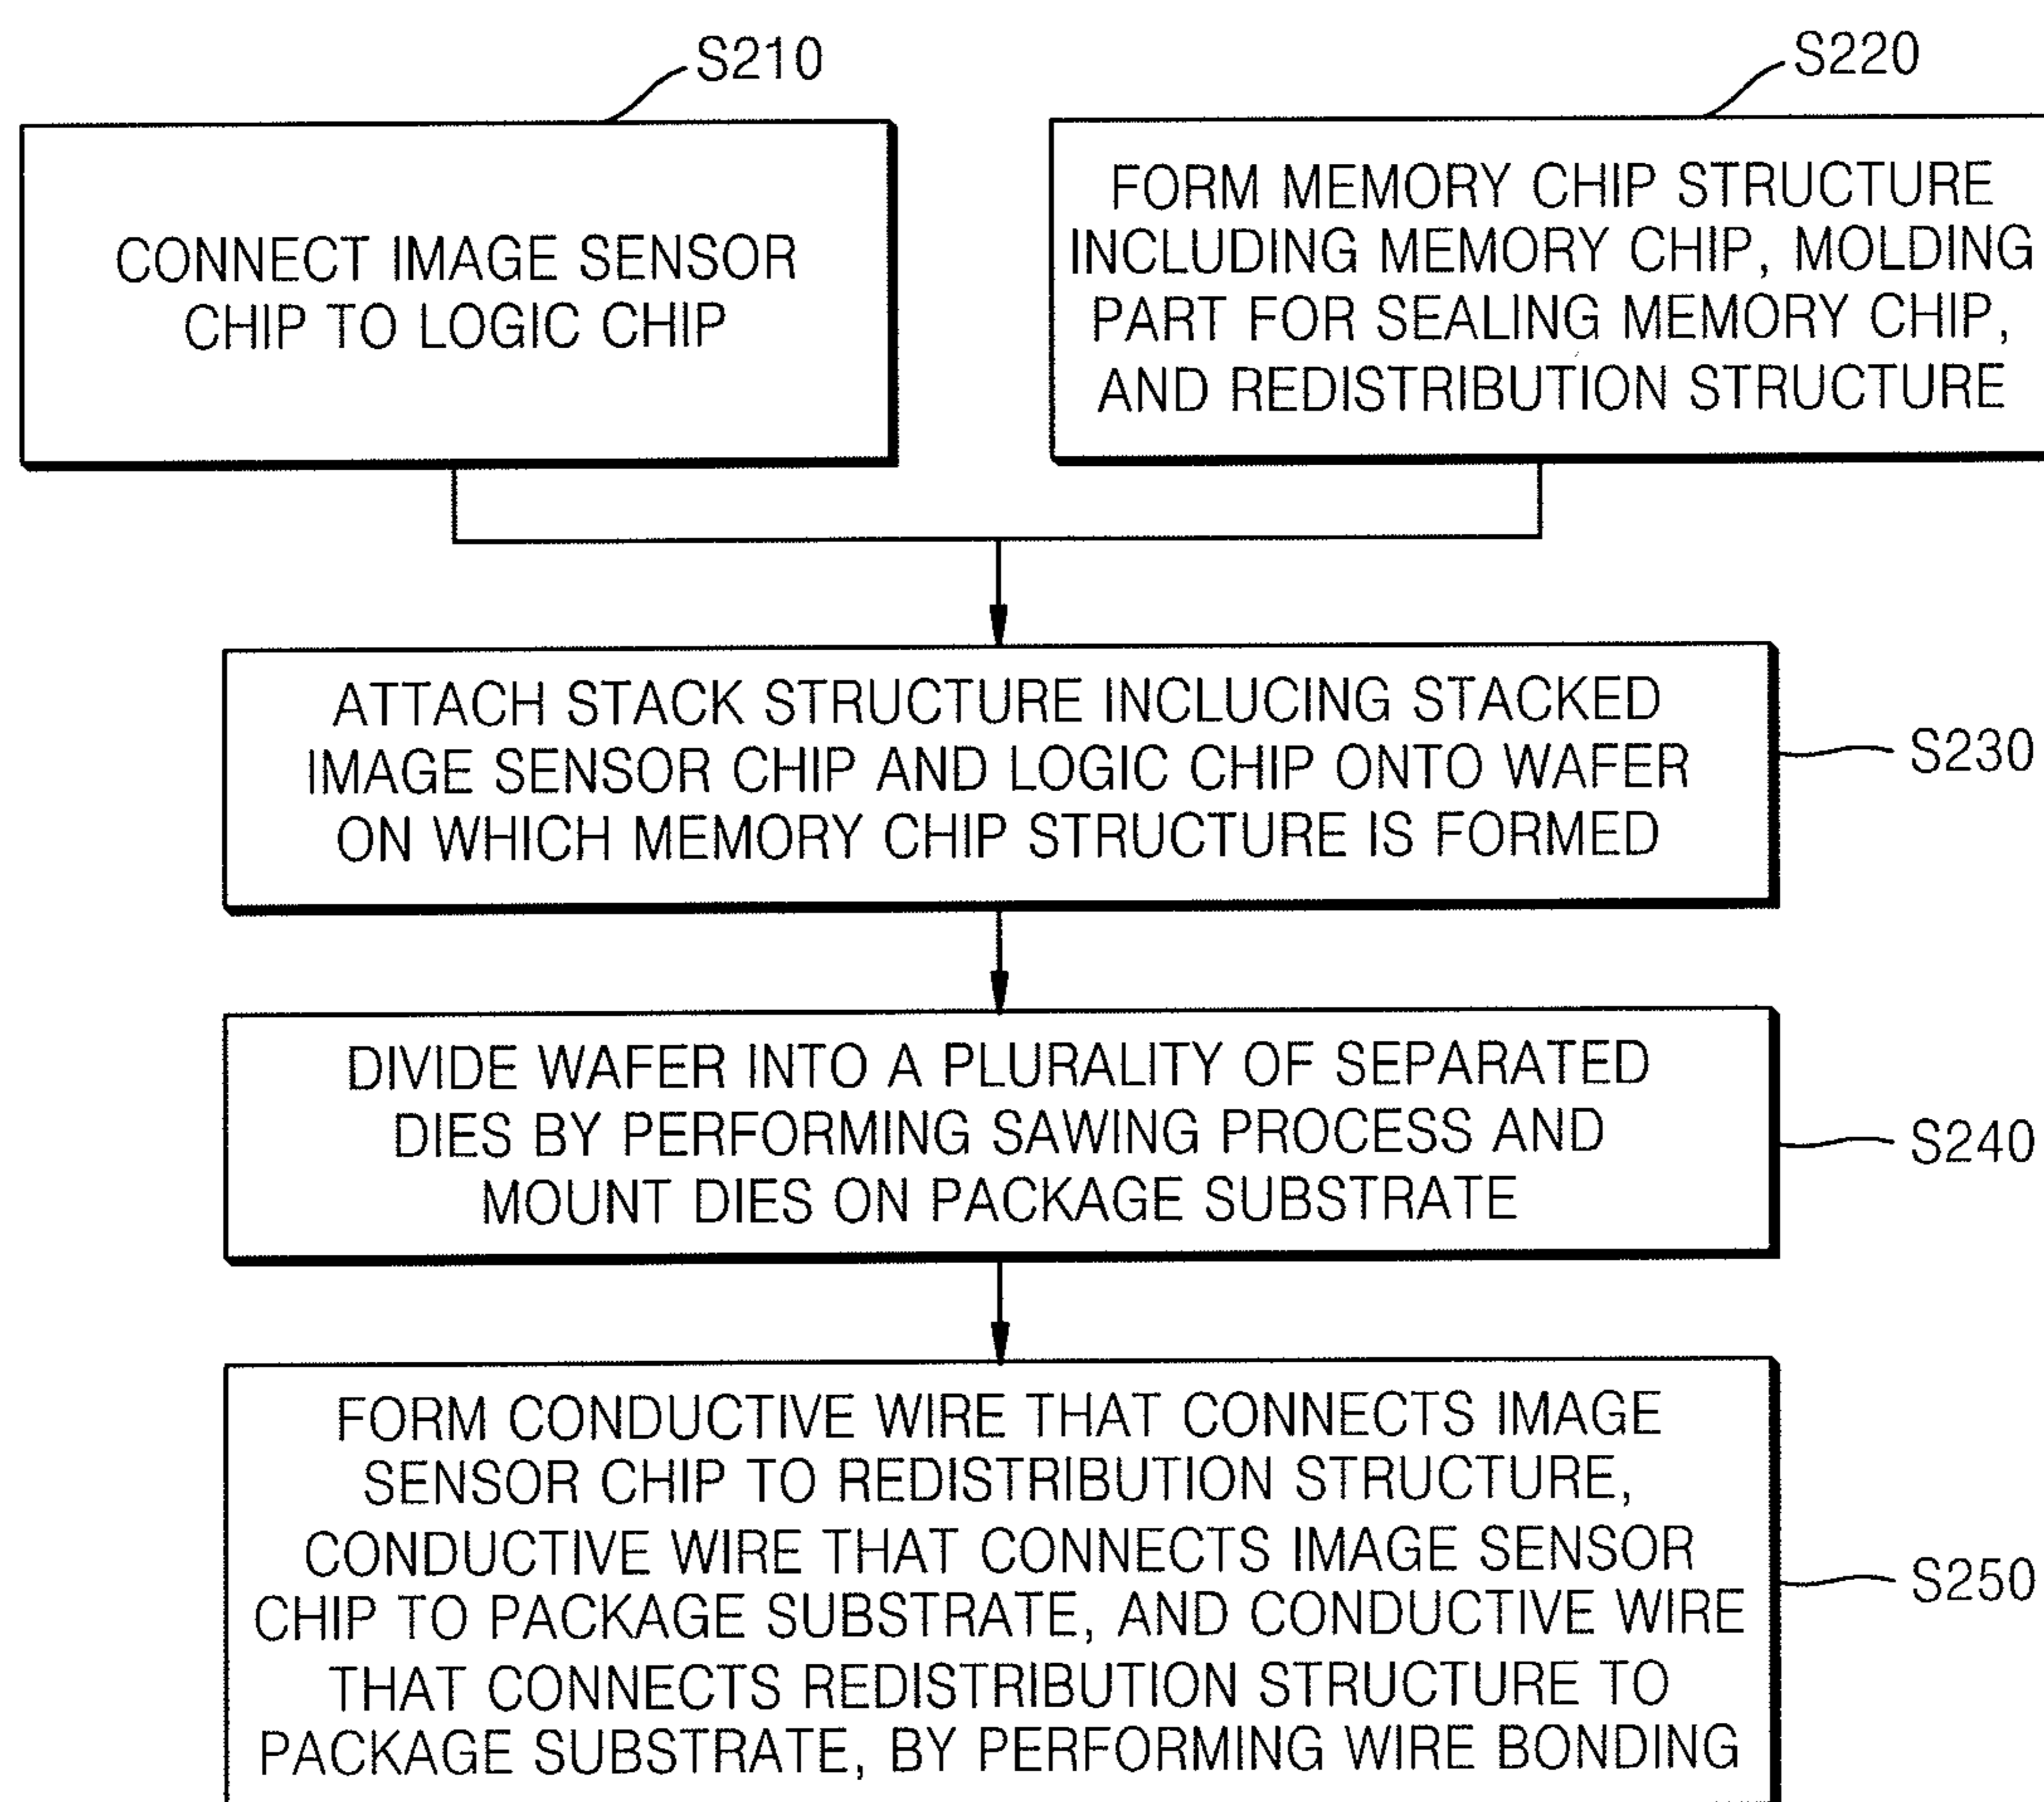 S210
CONNECT IMAGE SENSOR
CHIP TO LOGIC CHIP
S220
FORM MEMORY CHIP STRUCTURE
INCLUDING MEMORY CHIP, MOLDING
PART FOR SEALING MEMORY CHIP,
AND REDISTRIBUTION STRUCTURE
ATTACH STACK STRUCTURE INCLUCING STACKED
IMAGE SENSOR CHIP AND LOGIC CHIP ONTO WAFER
ON WHICH MEMORY CHIP STRUCTURE IS FORMED
S230
DIVIDE WAFER INTO A PLURALITY OF SEPARATED
DIES BY PERFORMING SAWING PROCESS AND
MOUNT DIES ON PACKAGE SUBSTRATE
S240
FORM CONDUCTIVE WIRE THAT CONNECTS IMAGE
SENSOR CHIP TO REDISTRIBUTION STRUCTURE,
CONDUCTIVE WIRE THAT CONNECTS IMAGE SENSOR
CHIP TO PACKAGE SUBSTRATE, AND CONDUCTIVE WIRE
THAT CONNECTS REDISTRIBUTION STRUCTURE TO
PACKAGE SUBSTRATE, BY PERFORMING WIRE BONDING
S250